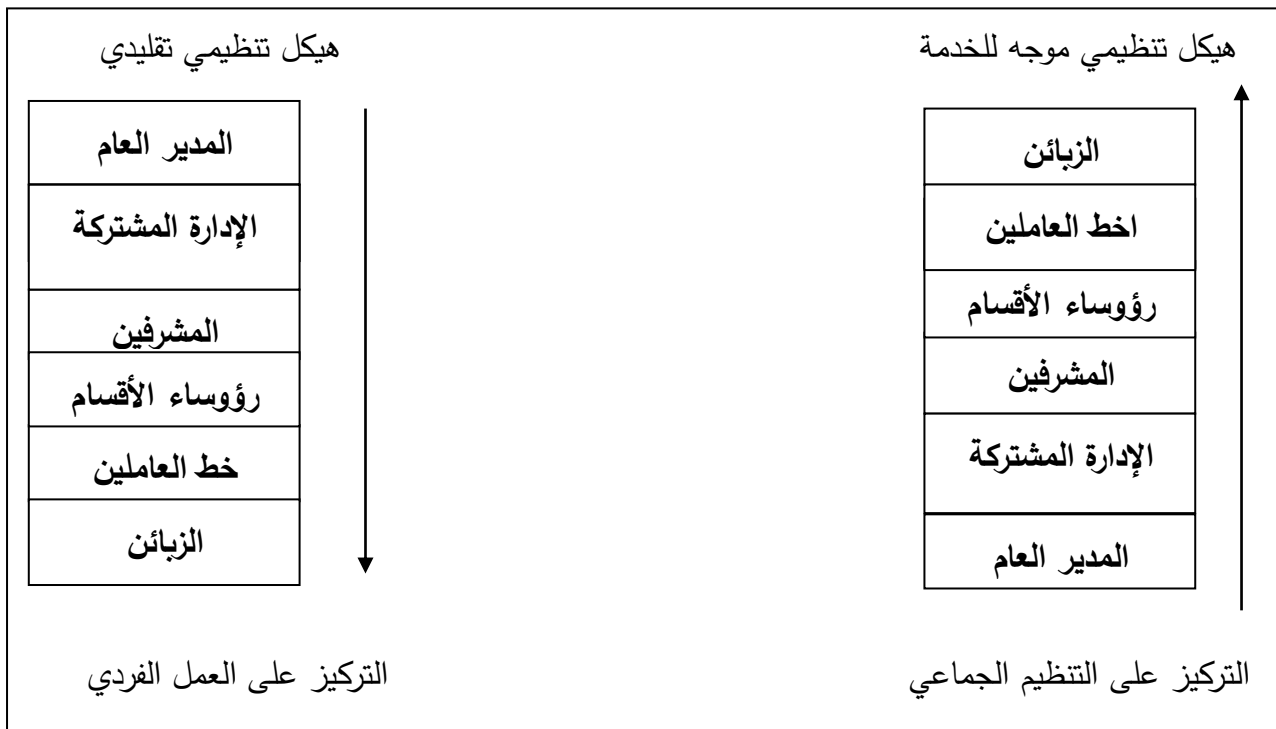 هيكل تنظيمي موجه للخدمة
الزبائن
اخط العاملين
رؤوساء الأقسام
المشرفين
الإدارة المشتركة
المدير العام
التركيز على التنظيم الجماعي
هيكل تنظيمي تقليدي
المدير العام
الإدارة المشتركة
المشرفين
رؤوساء الأقسام
خط العاملين
الزبائن
التركيز على العمل الفردي